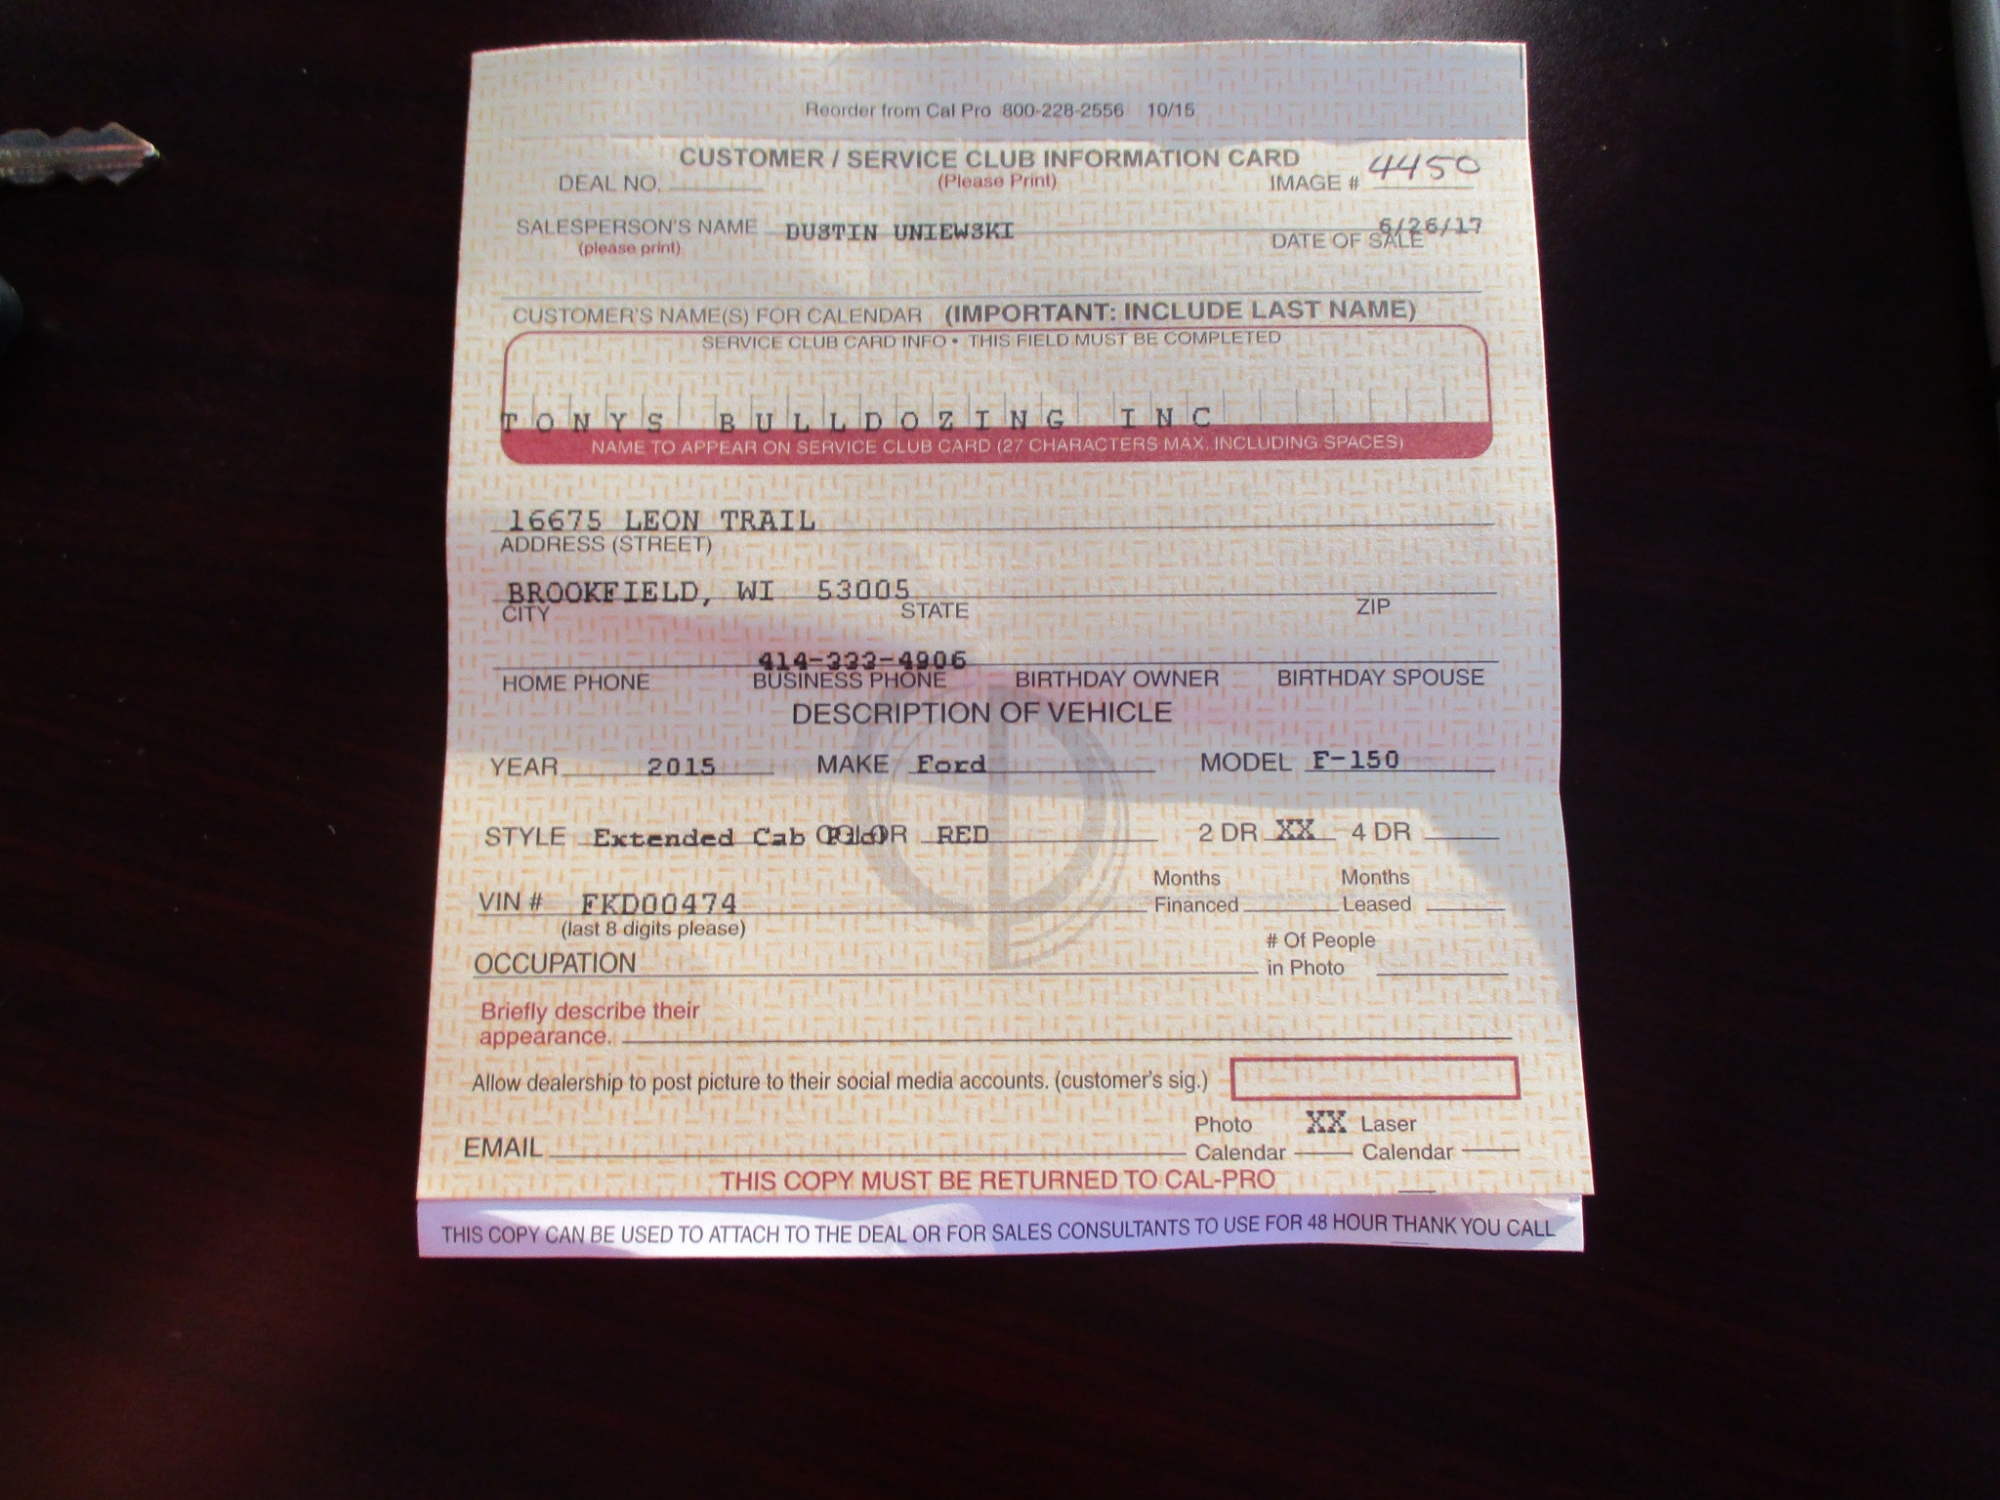 Reorder from Cal Pro 800-228-2556 10/15
CUSTOMER / SERVICE CLUB INFORMATION CARD
(Please Print)
DEAL NO.
IMAGE # 4450
SALESPERSON'S NAME DUSTIN UNIEWSKI
(please print)
DATE OF SALE 6/26/17
CUSTOMER'S NAME(S) FOR CALENDAR (IMPORTANT: INCLUDE LAST NAME)
SERVICE CLUB CARD INFO • THIS FIELD MUST BE COMPLETED
TONYS BULLDOZING INC
NAME TO APPEAR ON SERVICE CLUB CARD (27 CHARACTERS MAX. INCLUDING SPACES)
16675 LEON TRAIL
ADDRESS (STREET)
BROOKFIELD, WI 53005
CITY STATE ZIP
414-333-4906
HOME PHONE BUSINESS PHONE BIRTHDAY OWNER BIRTHDAY SPOUSE
DESCRIPTION OF VEHICLE
YEAR 2015 MAKE Ford MODEL F-150
STYLE Extended Cab COLOR RED 2 DR XX 4 DR
Months Months
VIN # FKD00474 Financed Leased
(last 8 digits please)
# Of People
OCCUPATION in Photo
Briefly describe their
appearance.
Allow dealership to post picture to their social media accounts. (customer's sig.)
Photo XX Laser
EMAIL Calendar Calendar
THIS COPY MUST BE RETURNED TO CAL-PRO
THIS COPY CAN BE USED TO ATTACH TO THE DEAL OR FOR SALES CONSULTANTS TO USE FOR 48 HOUR THANK YOU CALL